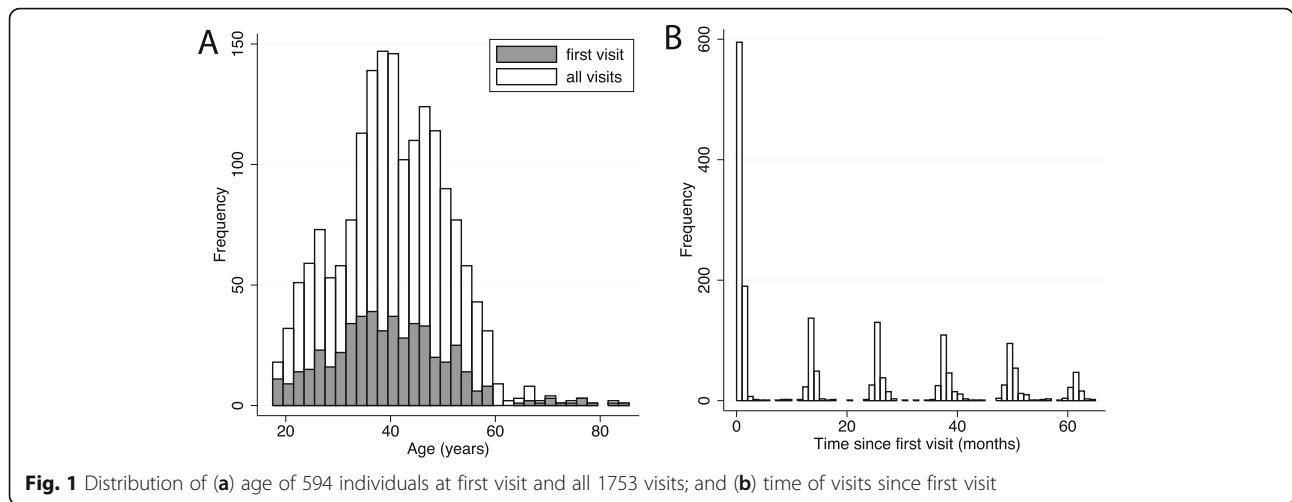 A
150
100
50
0
Frequency
20 40 60 80
Age (years)
first visit
all visits
B
600
400
200
0
Frequency
0 20 40 60
Time since first visit (months)
Fig. 1 Distribution of (a) age of 594 individuals at first visit and all 1753 visits; and (b) time of visits since first visit